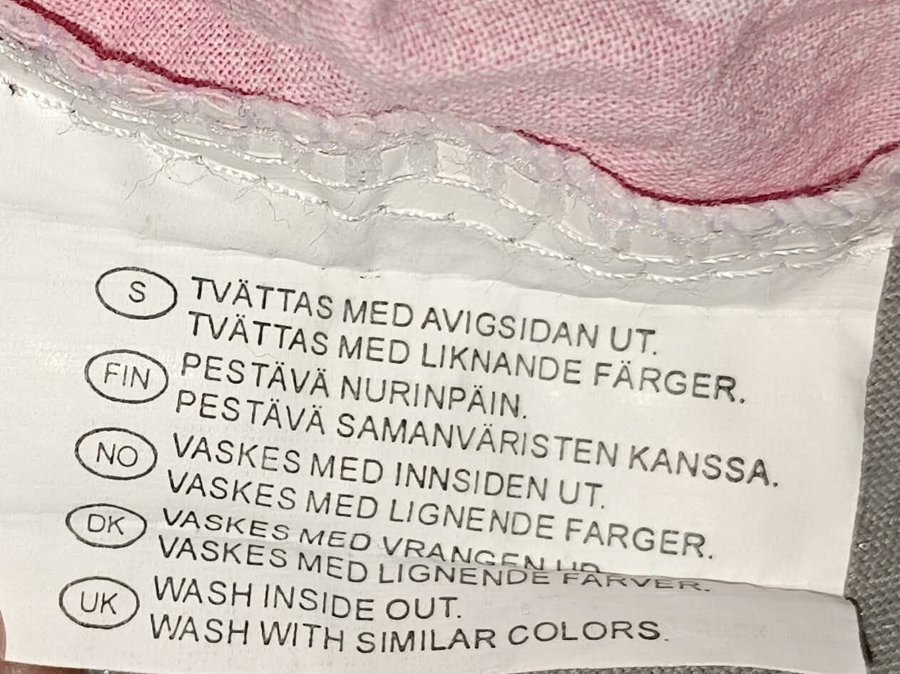 S TVÄTTAS MED AVIGSIDAN UT.
TVÄTTAS MED LIKNANDE FÄRGER.
FIN PESTÄVÄ NURINPÄIN.
PESTÄVÄ SAMANVÄRISTEN KANSSA.
NO VASKES MED INNSIDEN UT.
VASKES MED LIGNENDE FARGER.
DK VASKES MED VRANGEN UD
VASKES MED LIGNENDE FARVER.
UK WASH INSIDE OUT.
WASH WITH SIMILAR COLORS.